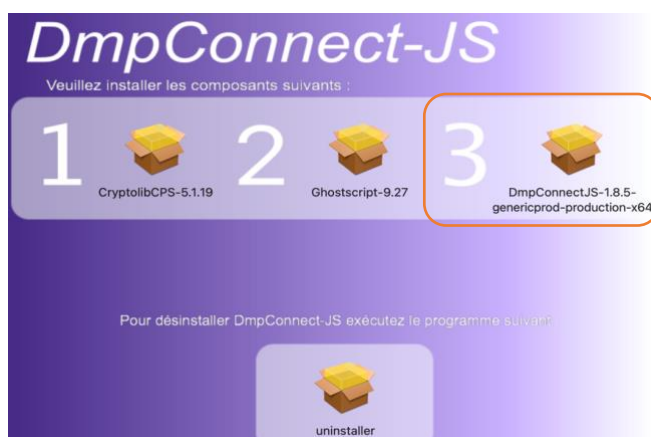 DmpConnect-JS
Veuillez installer les composants suivants :
1
CryptolibCPS-5.1.19
2
Ghostscript-9.27
3
DmpConnectJS-1.8.5-
genericprod-production-x64
Pour désinstaller DmpConnect-JS exécutez le programme suivant
uninstaller